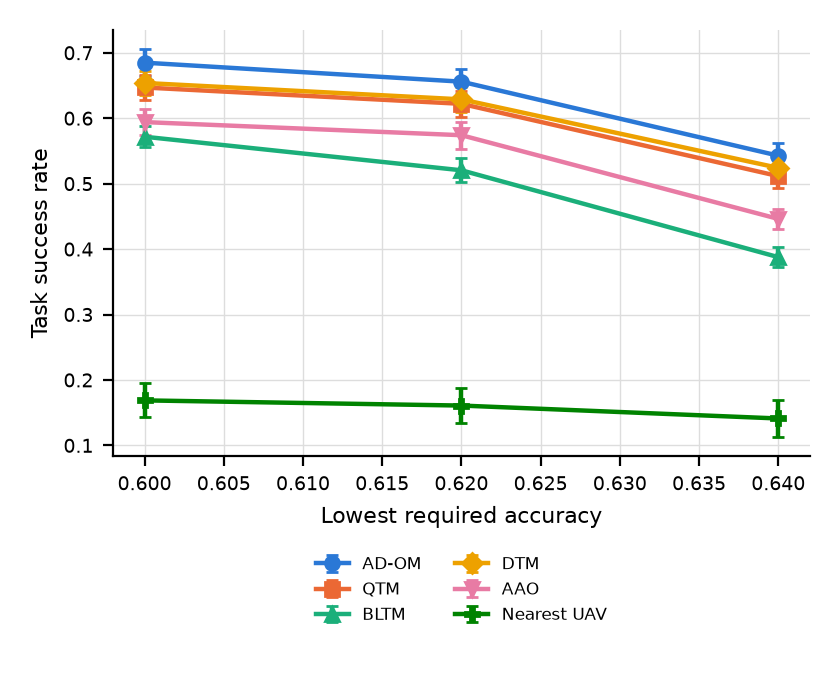 Task success rate
0.7
0.6
0.5
0.4
0.3
0.2
0.1
0.600 0.605 0.610 0.615 0.620 0.625 0.630 0.635 0.640
Lowest required accuracy
AD-OM DTM
QTM AAO
BLTM Nearest UAV